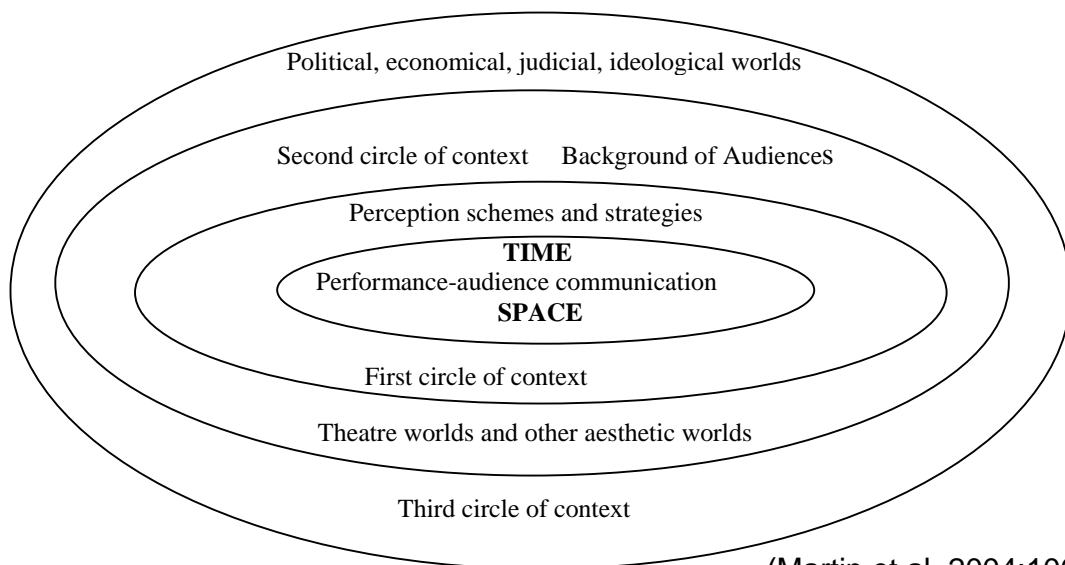 Political, economical, judicial, ideological worlds
Second circle of context Background of Audiences
Perception schemes and strategies
TIME
Performance-audience communication
SPACE
First circle of context
Theatre worlds and other aesthetic worlds
Third circle of context
(Martin et al, 2004: